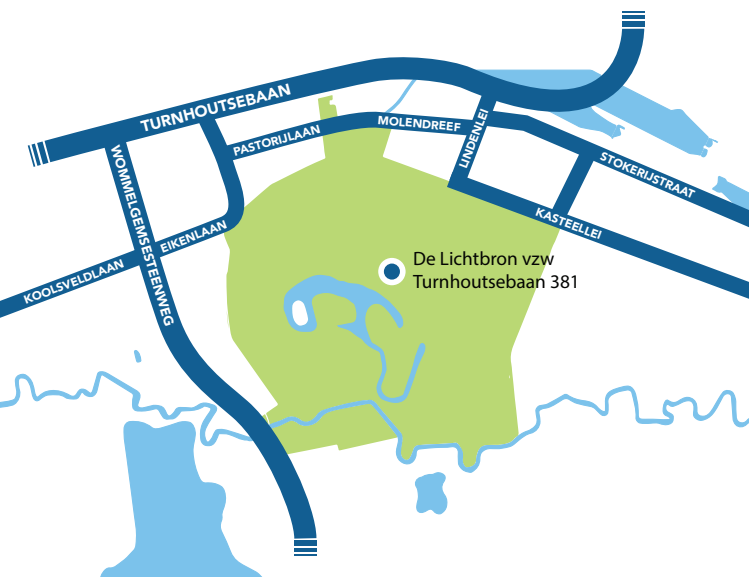 TURNHOUTSEBAAN
PASTORIJLAAN
MOLENDREEF
LINDENLEI
STOKERIJSTRAAT
WOMMELGEMSESTEENWEG
EIKENLAAN
KASTEELLEI
KOOLSVELDLAAN
De Lichtbron vzw
Turnhoutsebaan 381